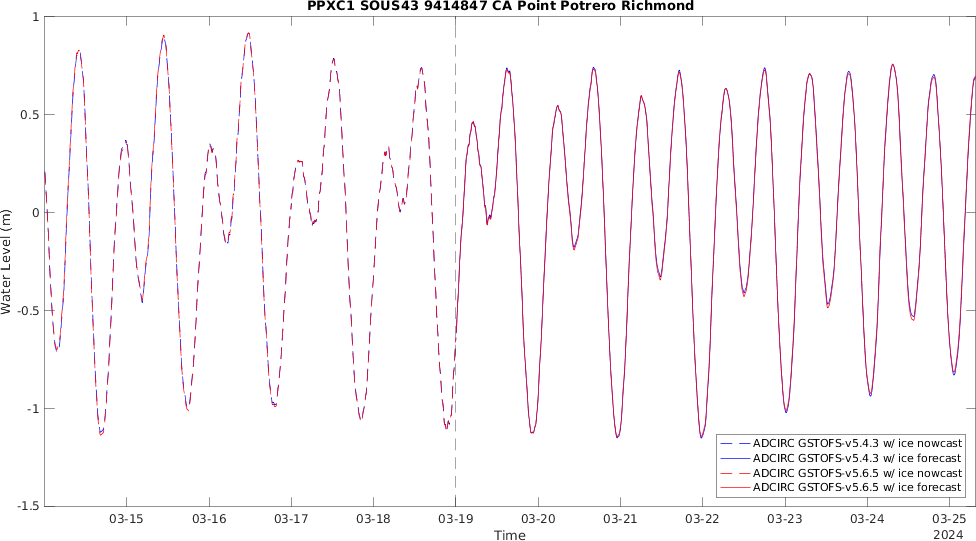 PPXC1 SOUS43 9414847 CA Point Potrero Richmond
1
0.5
0
-0.5
-1
-1.5
Water Level (m)
ADCIRC GSTOFS-v5.4.3 w/ ice nowcast
ADCIRC GSTOFS-v5.4.3 w/ ice forecast
ADCIRC GSTOFS-v5.6.5 w/ ice nowcast
ADCIRC GSTOFS-v5.6.5 w/ ice forecast
03-15 03-16 03-17 03-18 03-19 03-20 03-21 03-22 03-23 03-24 03-25
Time
2024